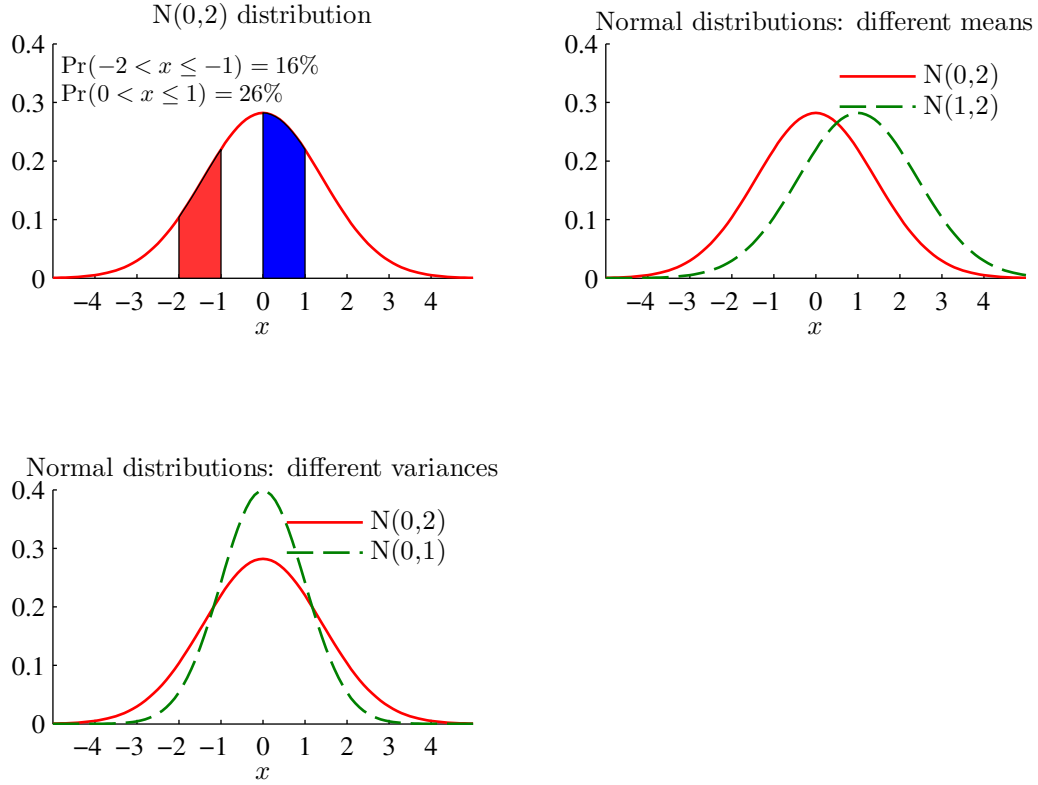 N(0,2) distribution
Pr(−2 < x ≤ −1) = 16%
Pr(0 < x ≤ 1) = 26%
0.4
0.3
0.2
0.1
0
−4 −3 −2 −1 0 1 2 3 4
x
Normal distributions: different means
N(0,2)
N(1,2)
0.4
0.3
0.2
0.1
0
−4 −3 −2 −1 0 1 2 3 4
x
Normal distributions: different variances
N(0,2)
N(0,1)
0.4
0.3
0.2
0.1
0
−4 −3 −2 −1 0 1 2 3 4
x